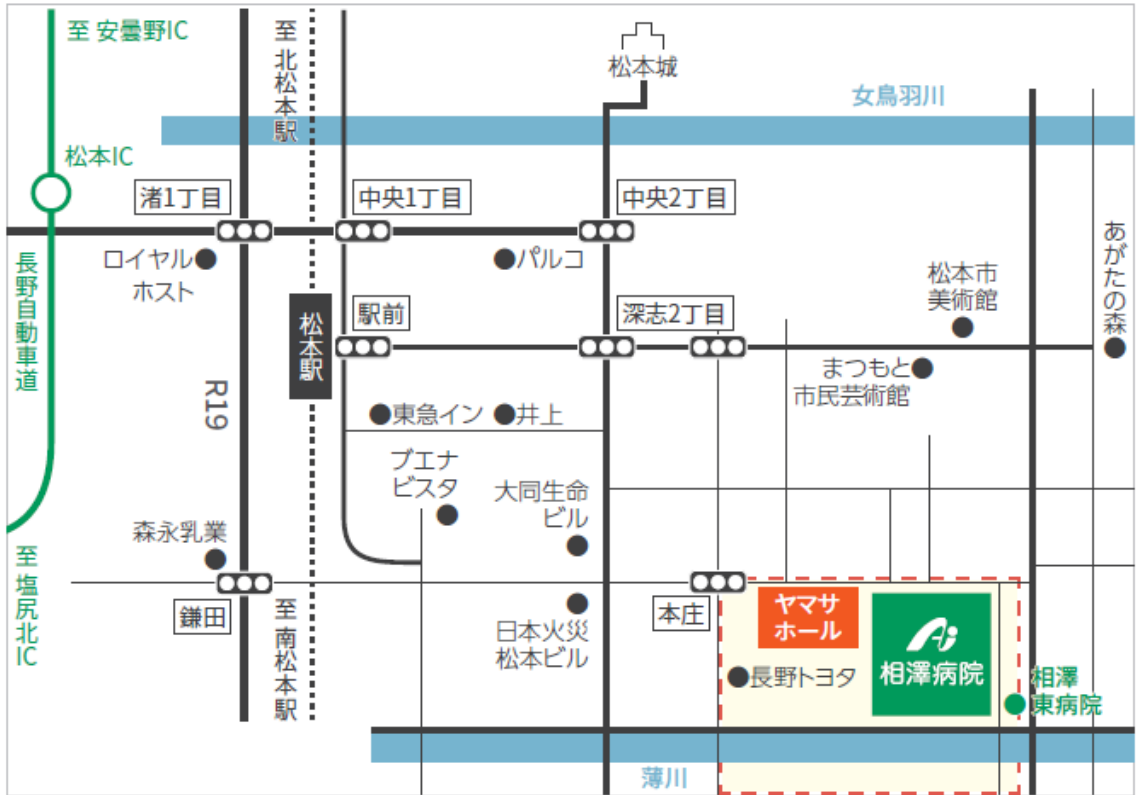 至 安曇野IC
至 北松本駅
松本城
女鳥羽川
松本IC
渚1丁目
中央1丁目
中央2丁目
ロイヤル
ホスト
パルコ
長野自動車道
松本駅
駅前
深志2丁目
松本市
美術館
あがたの森
R19
まつもと
市民芸術館
東急イン
井上
ブエナ
ビスタ
大同生命
ビル
森永乳業
至 塩尻北IC
鎌田
至 南松本駅
日本火災
松本ビル
本庄
ヤマサ
ホール
長野トヨタ
相澤病院
相澤
東病院
薄川